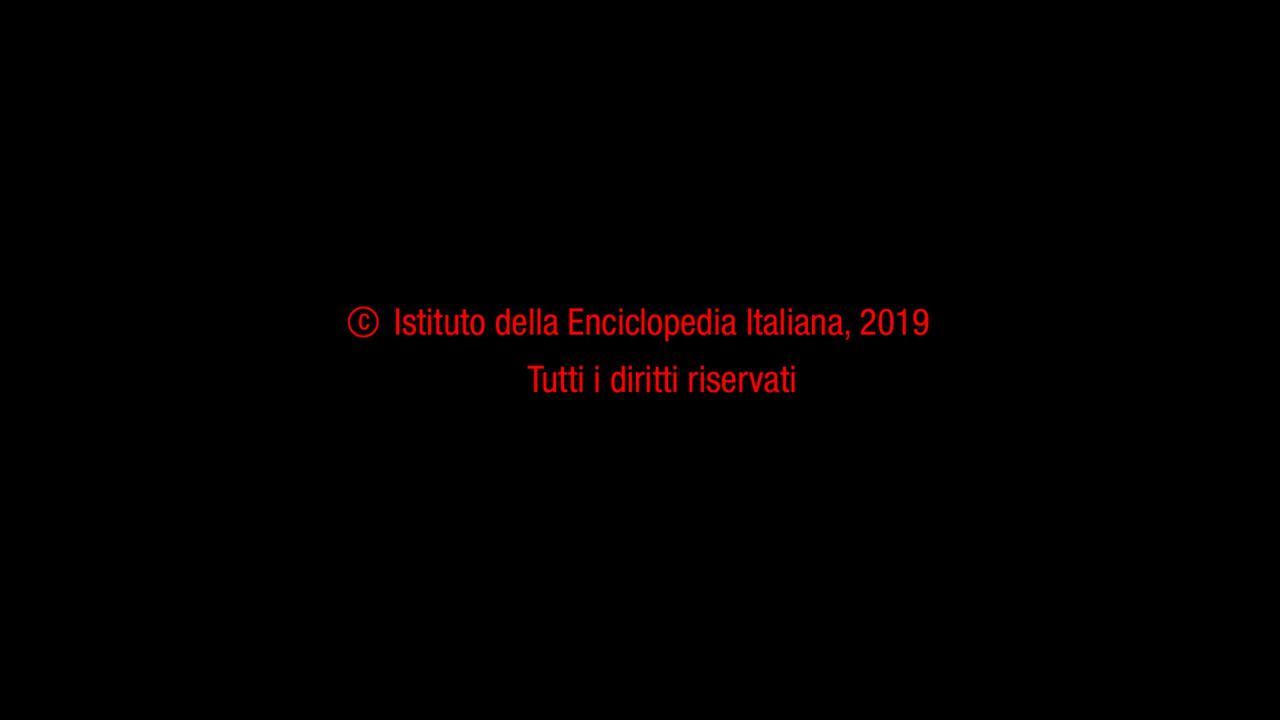 © Istituto della Enciclopedia Italiana, 2019
Tutti i diritti riservati